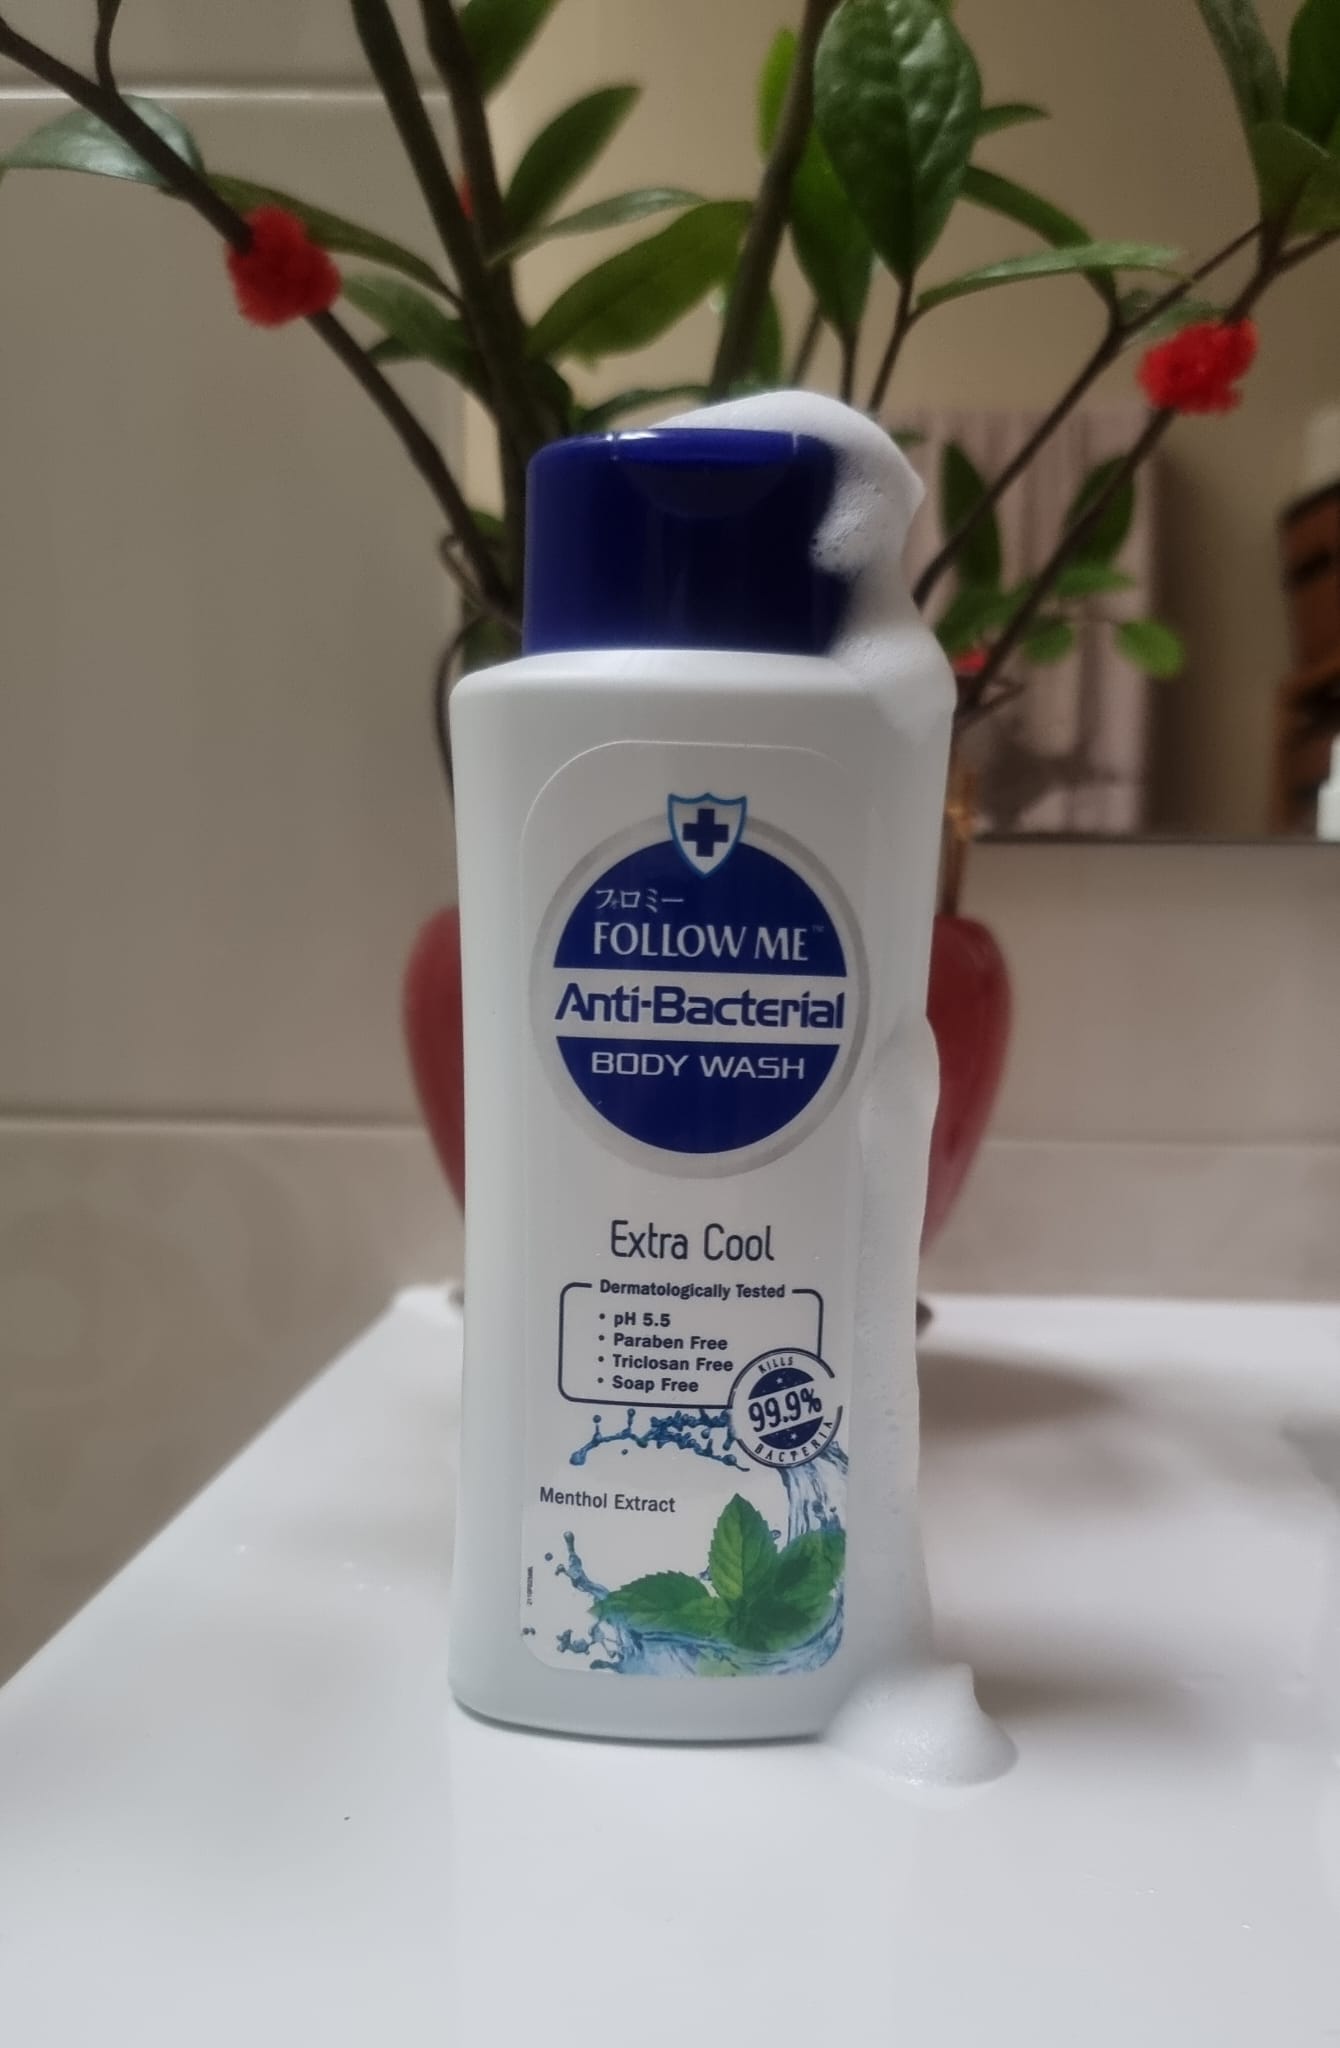 フォロミー
FOLLOW ME™
Anti-Bacterial
BODY WASH
Extra Cool
Dermatologically Tested
• pH 5.5
• Paraben Free
• Triclosan Free
• Soap Free
KILLS
99.9%
BACTERIA
Menthol Extract